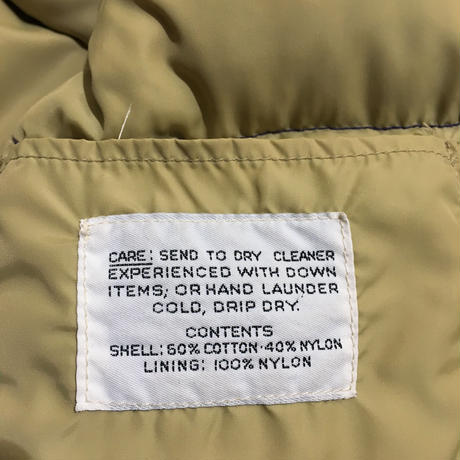 CARE: SEND TO DRY CLEANER
EXPERIENCED WITH DOWN
ITEMS, OR HAND LAUNDER
COLD, DRIP DRY.
CONTENTS
SHELL: 60% COTTON·40% NYLON
LINING: 100% NYLON